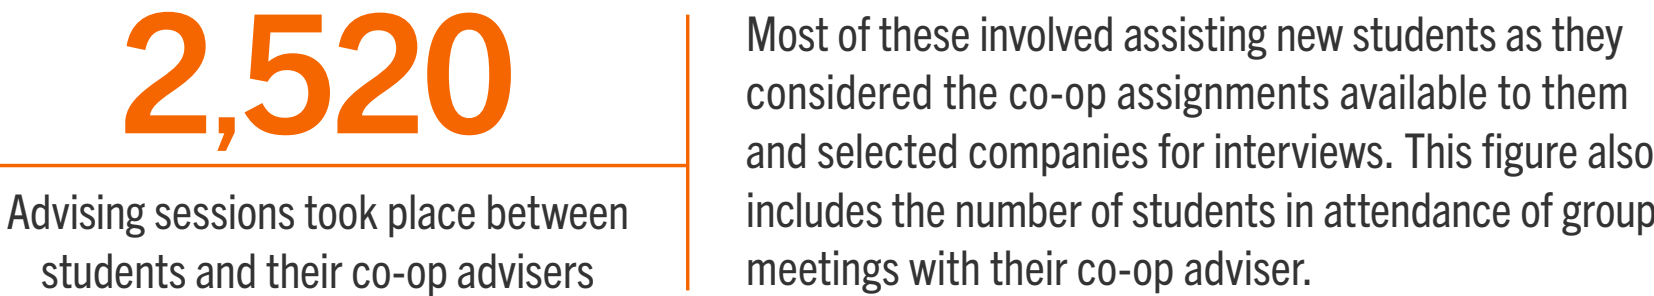 2,520
Advising sessions took place between
students and their co-op advisers
Most of these involved assisting new students as they
considered the co-op assignments available to them
and selected companies for interviews. This figure also
includes the number of students in attendance of group
meetings with their co-op adviser.